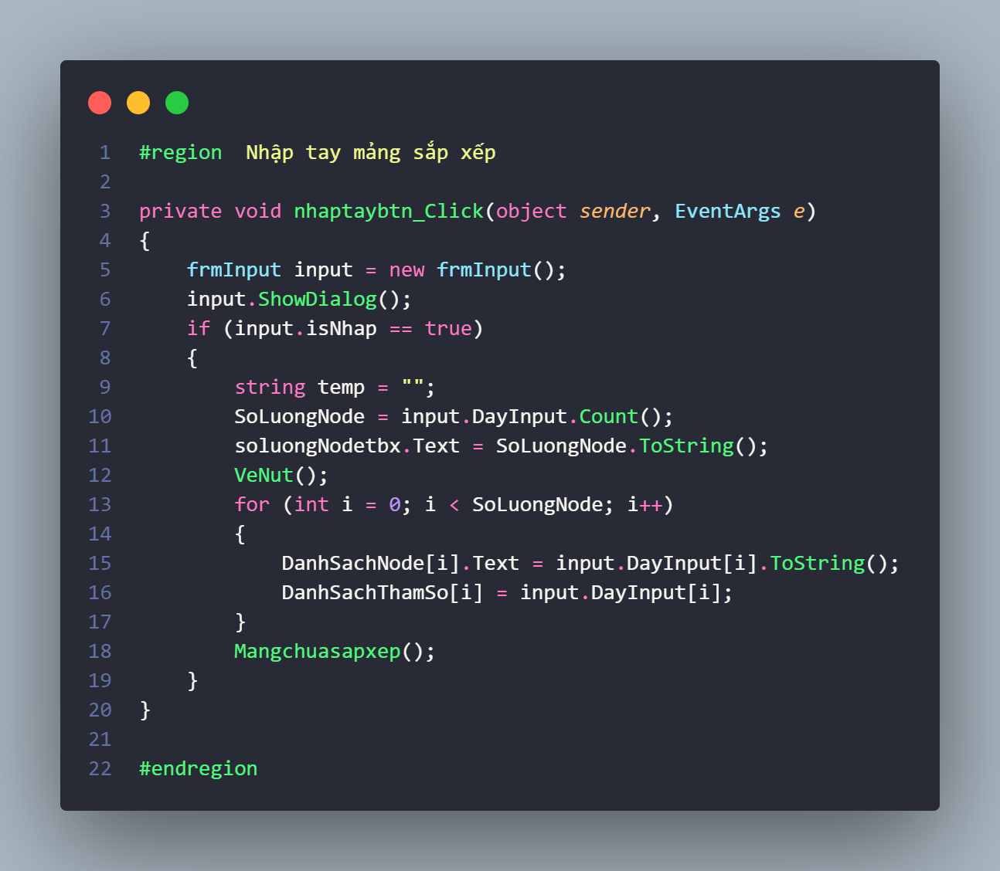 1 #region  Nhập tay mảng sắp xếp
2
3 private void nhaptaybtn_Click(object sender, EventArgs e)
4 {
5     frmInput input = new frmInput();
6     input.ShowDialog();
7     if (input.isNhap == true)
8     {
9         string temp = "";
10         SoLuongNode = input.DayInput.Count();
11         soluongNodetbx.Text = SoLuongNode.ToString();
12         VeNut();
13         for (int i = 0; i < SoLuongNode; i++)
14         {
15             DanhSachNode[i].Text = input.DayInput[i].ToString();
16             DanhSachThamSo[i] = input.DayInput[i];
17         }
18         Mangchuasapxep();
19     }
20 }
21
22 #endregion